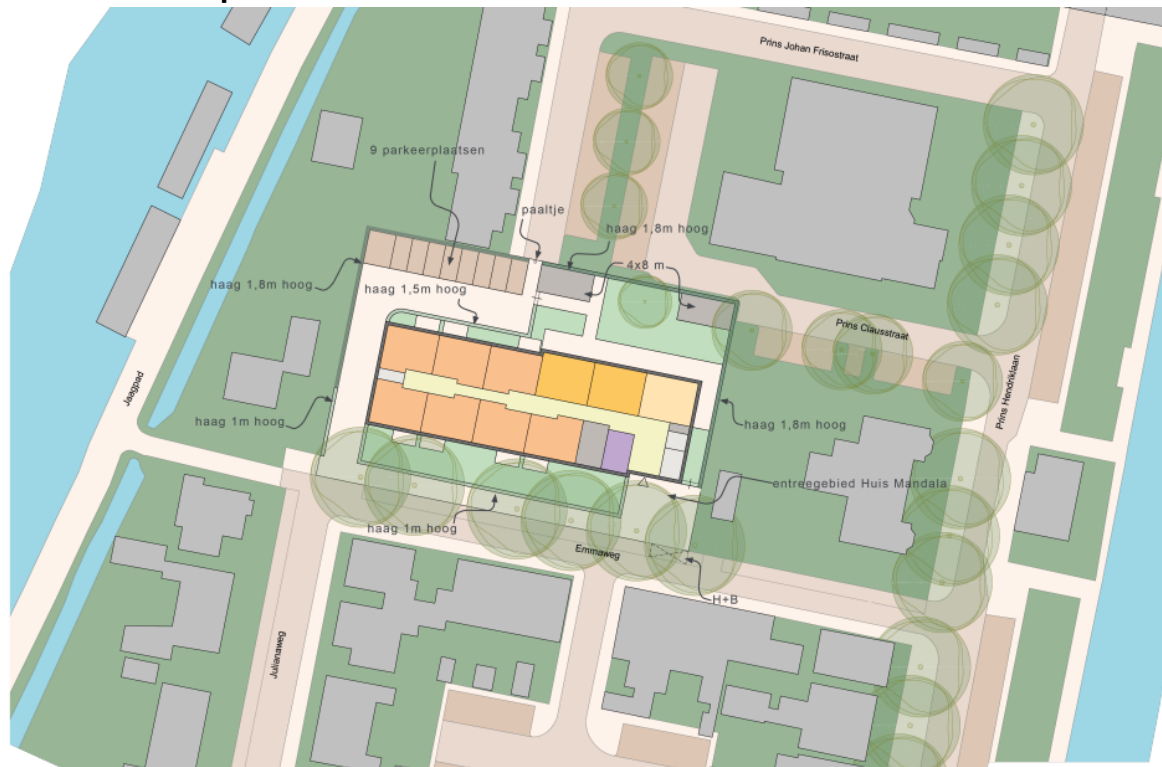 Prins Johan Frisostraat
9 parkeerplaatsen
paaltje
haag 1,8m hoog
4x8 m
haag 1,8m hoog
haag 1,5m hoog
Prins Clausstraat
Jaagpad
Prins Hendriklaan
haag 1m hoog
haag 1,8m hoog
entreegebied Huis Mandala
haag 1m hoog
Emmaweg
H+B
Julianaweg